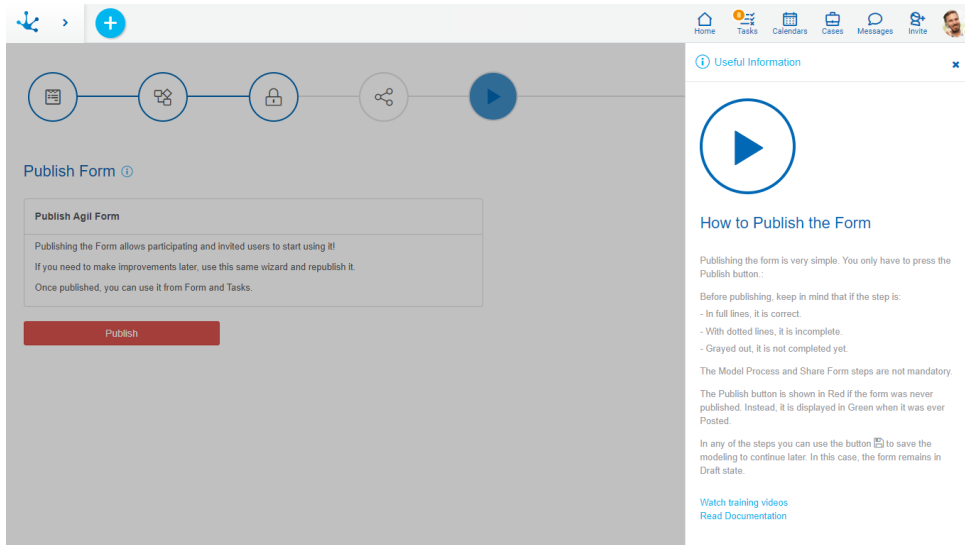 8
Home
Tasks
Calendars
Cases
Messages
Invite
Useful Information
Publish Form
Publish Agil Form
Publishing the Form allows participating and invited users to start using it!
If you need to make improvements later, use this same wizard and republish it.
Once published, you can use it from Form and Tasks.
Publish
How to Publish the Form
Publishing the form is very simple. You only have to press the
Publish button.:
Before publishing, keep in mind that if the step is:
- In full lines, it is correct.
- With dotted lines, it is incomplete.
- Grayed out, it is not completed yet.
The Model Process and Share Form steps are not mandatory.
The Publish button is shown in Red if the form was never
published. Instead, it is displayed in Green when it was ever
Posted.
In any of the steps you can use the button to save the
modeling to continue later. In this case, the form remains in
Draft state.
Watch training videos
Read Documentation